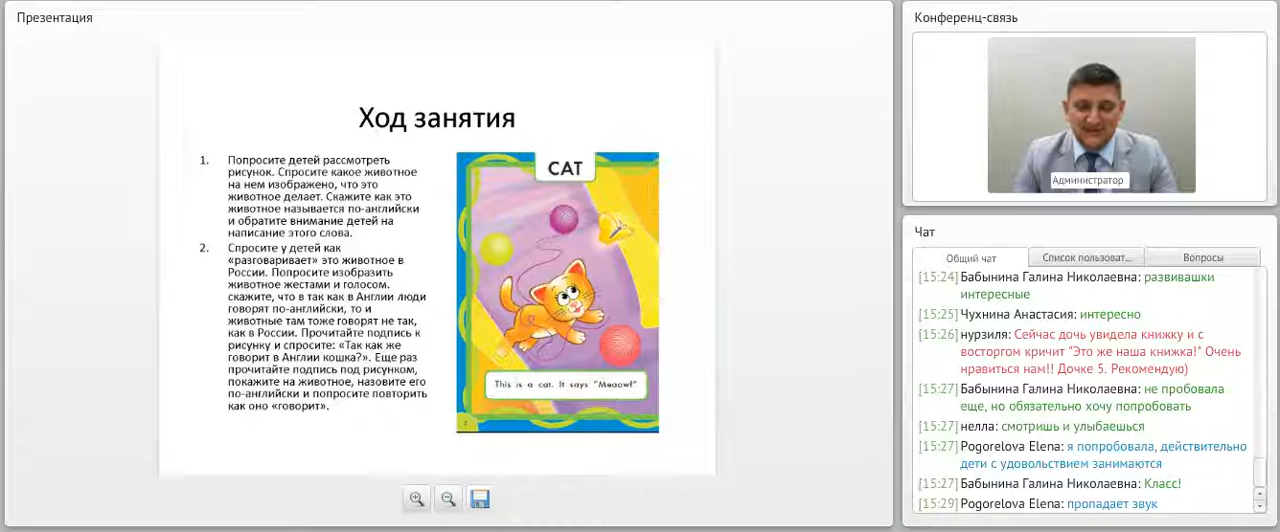 Презентация
Ход занятия
1. Попросите детей рассмотреть
рисунок. Спросите какое животное
на нем изображено, что это
животное делает. Скажите как это
животное называется по-английски
и обратите внимание детей на
написание этого слова.
2. Спросите у детей как
«разговаривает» это животное в
России. Попросите изобразить
животное жестами и голосом.
скажите, что в так как в Англии люди
говорят по-английски, то и
животные там тоже говорят не так,
как в России. Прочитайте подпись к
рисунку и спросите: «Так как же
говорит в Англии кошка?». Еще раз
прочитайте подпись под рисунком,
покажите на животное, назовите его
по-английски и попросите повторить
как оно «говорит».
CAT
This is a cat. It says "Meaow!"
Конференц-связь
Администратор
Чат
Общий чат
Список пользоват...
Вопросы
[15:24] Бабынина Галина Николаевна: развивашки
интересные
[15:25] Чухнина Анастасия: интересно
[15:26] нурзиля: Сейчас дочь увидела книжку и с
восторгом кричит "Это же наша книжка!" Очень
нравиться нам!! Дочке 5. Рекомендую)
[15:27] Бабынина Галина Николаевна: не пробовала
еще, но обязательно хочу попробовать
[15:27] нелла: смотришь и улыбаешься
[15:27] Pogorelova Elena: я попробовала, действительно
дети с удовольствием занимаются
[15:27] Бабынина Галина Николаевна: Класс!
[15:29] Pogorelova Elena: пропадает звук